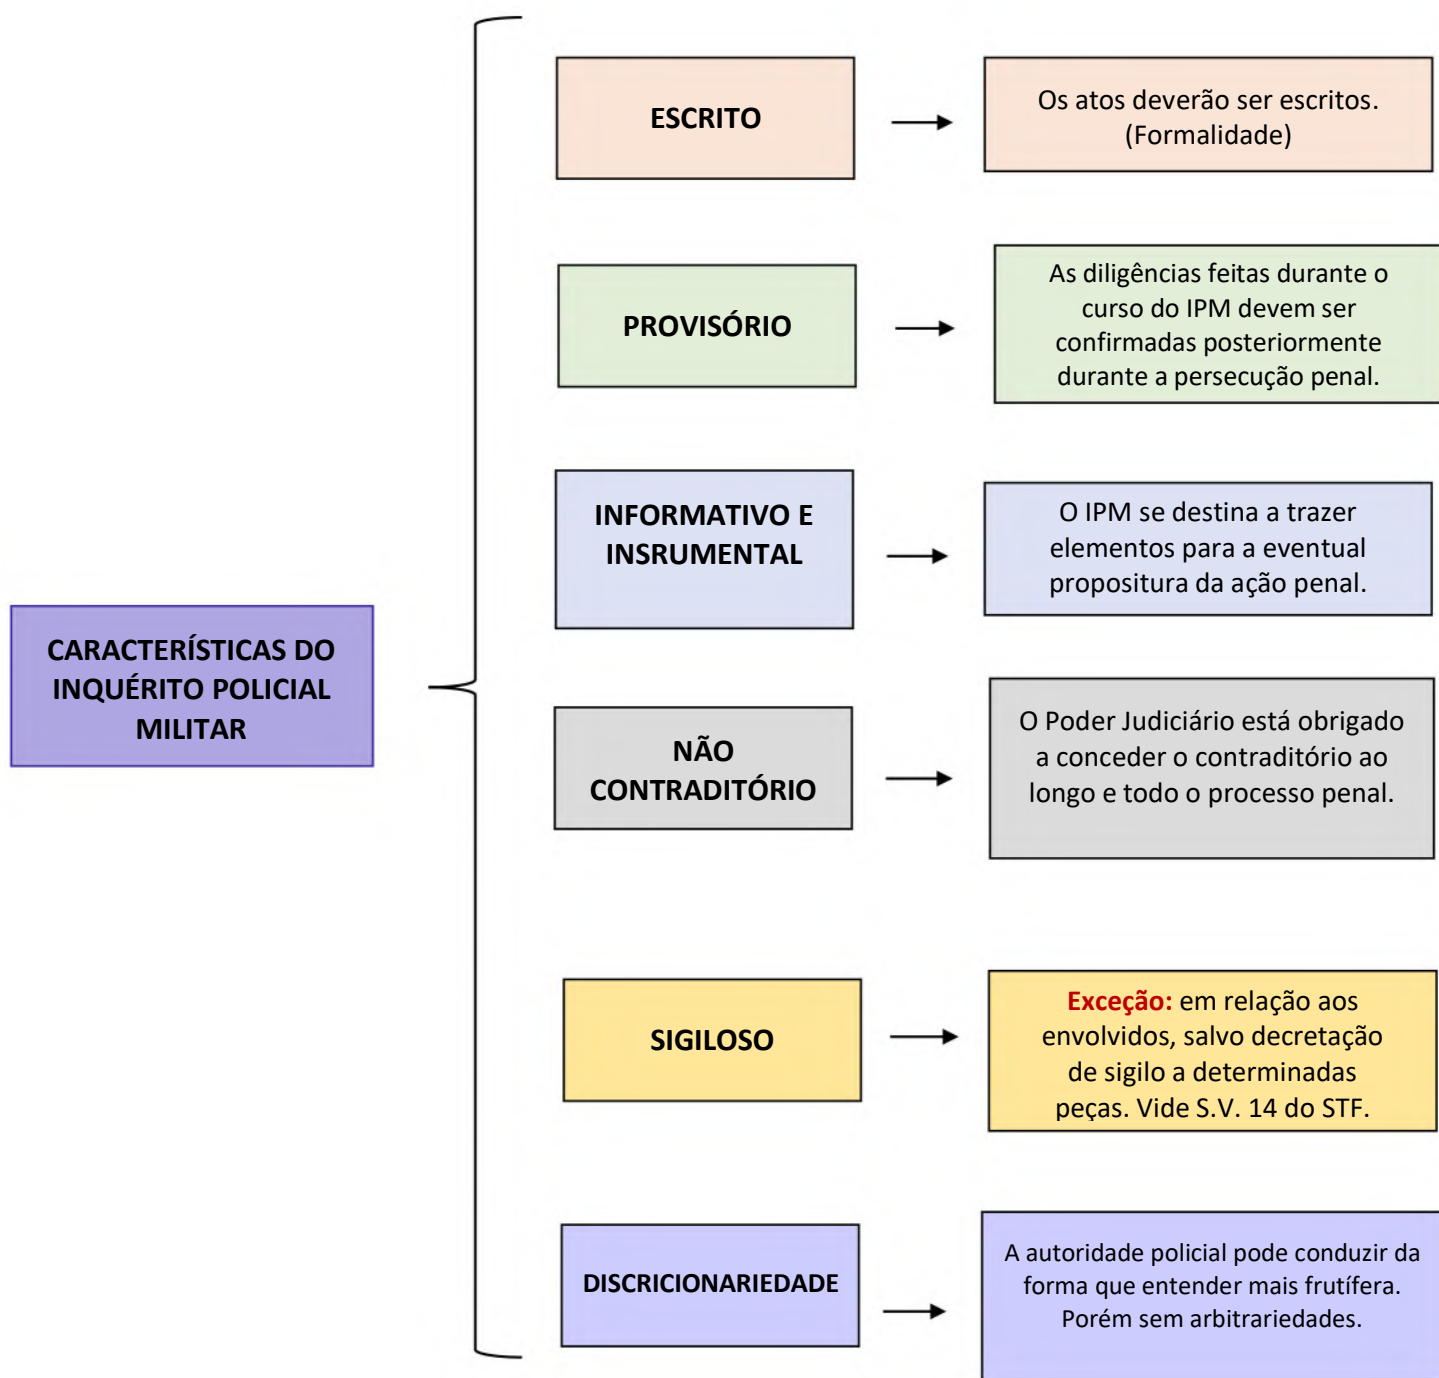 ESCRITO
Os atos deverão ser escritos.
(Formalidade)
PROVISÓRIO
As diligências feitas durante o
curso do IPM devem ser
confirmadas posteriormente
durante a persecução penal.
INFORMATIVO E
INSRUMENTAL
O IPM se destina a trazer
elementos para a eventual
propositura da ação penal.
CARACTERÍSTICAS DO
INQUÉRITO POLICIAL
MILITAR
NÃO
CONTRADITÓRIO
O Poder Judiciário está obrigado
a conceder o contraditório ao
longo e todo o processo penal.
SIGILOSO
Exceção: em relação aos
envolvidos, salvo decretação
de sigilo a determinadas
peças. Vide S.V. 14 do STF.
DISCRICIONARIEDADE
A autoridade policial pode conduzir da
forma que entender mais frutífera.
Porém sem arbitrariedades.